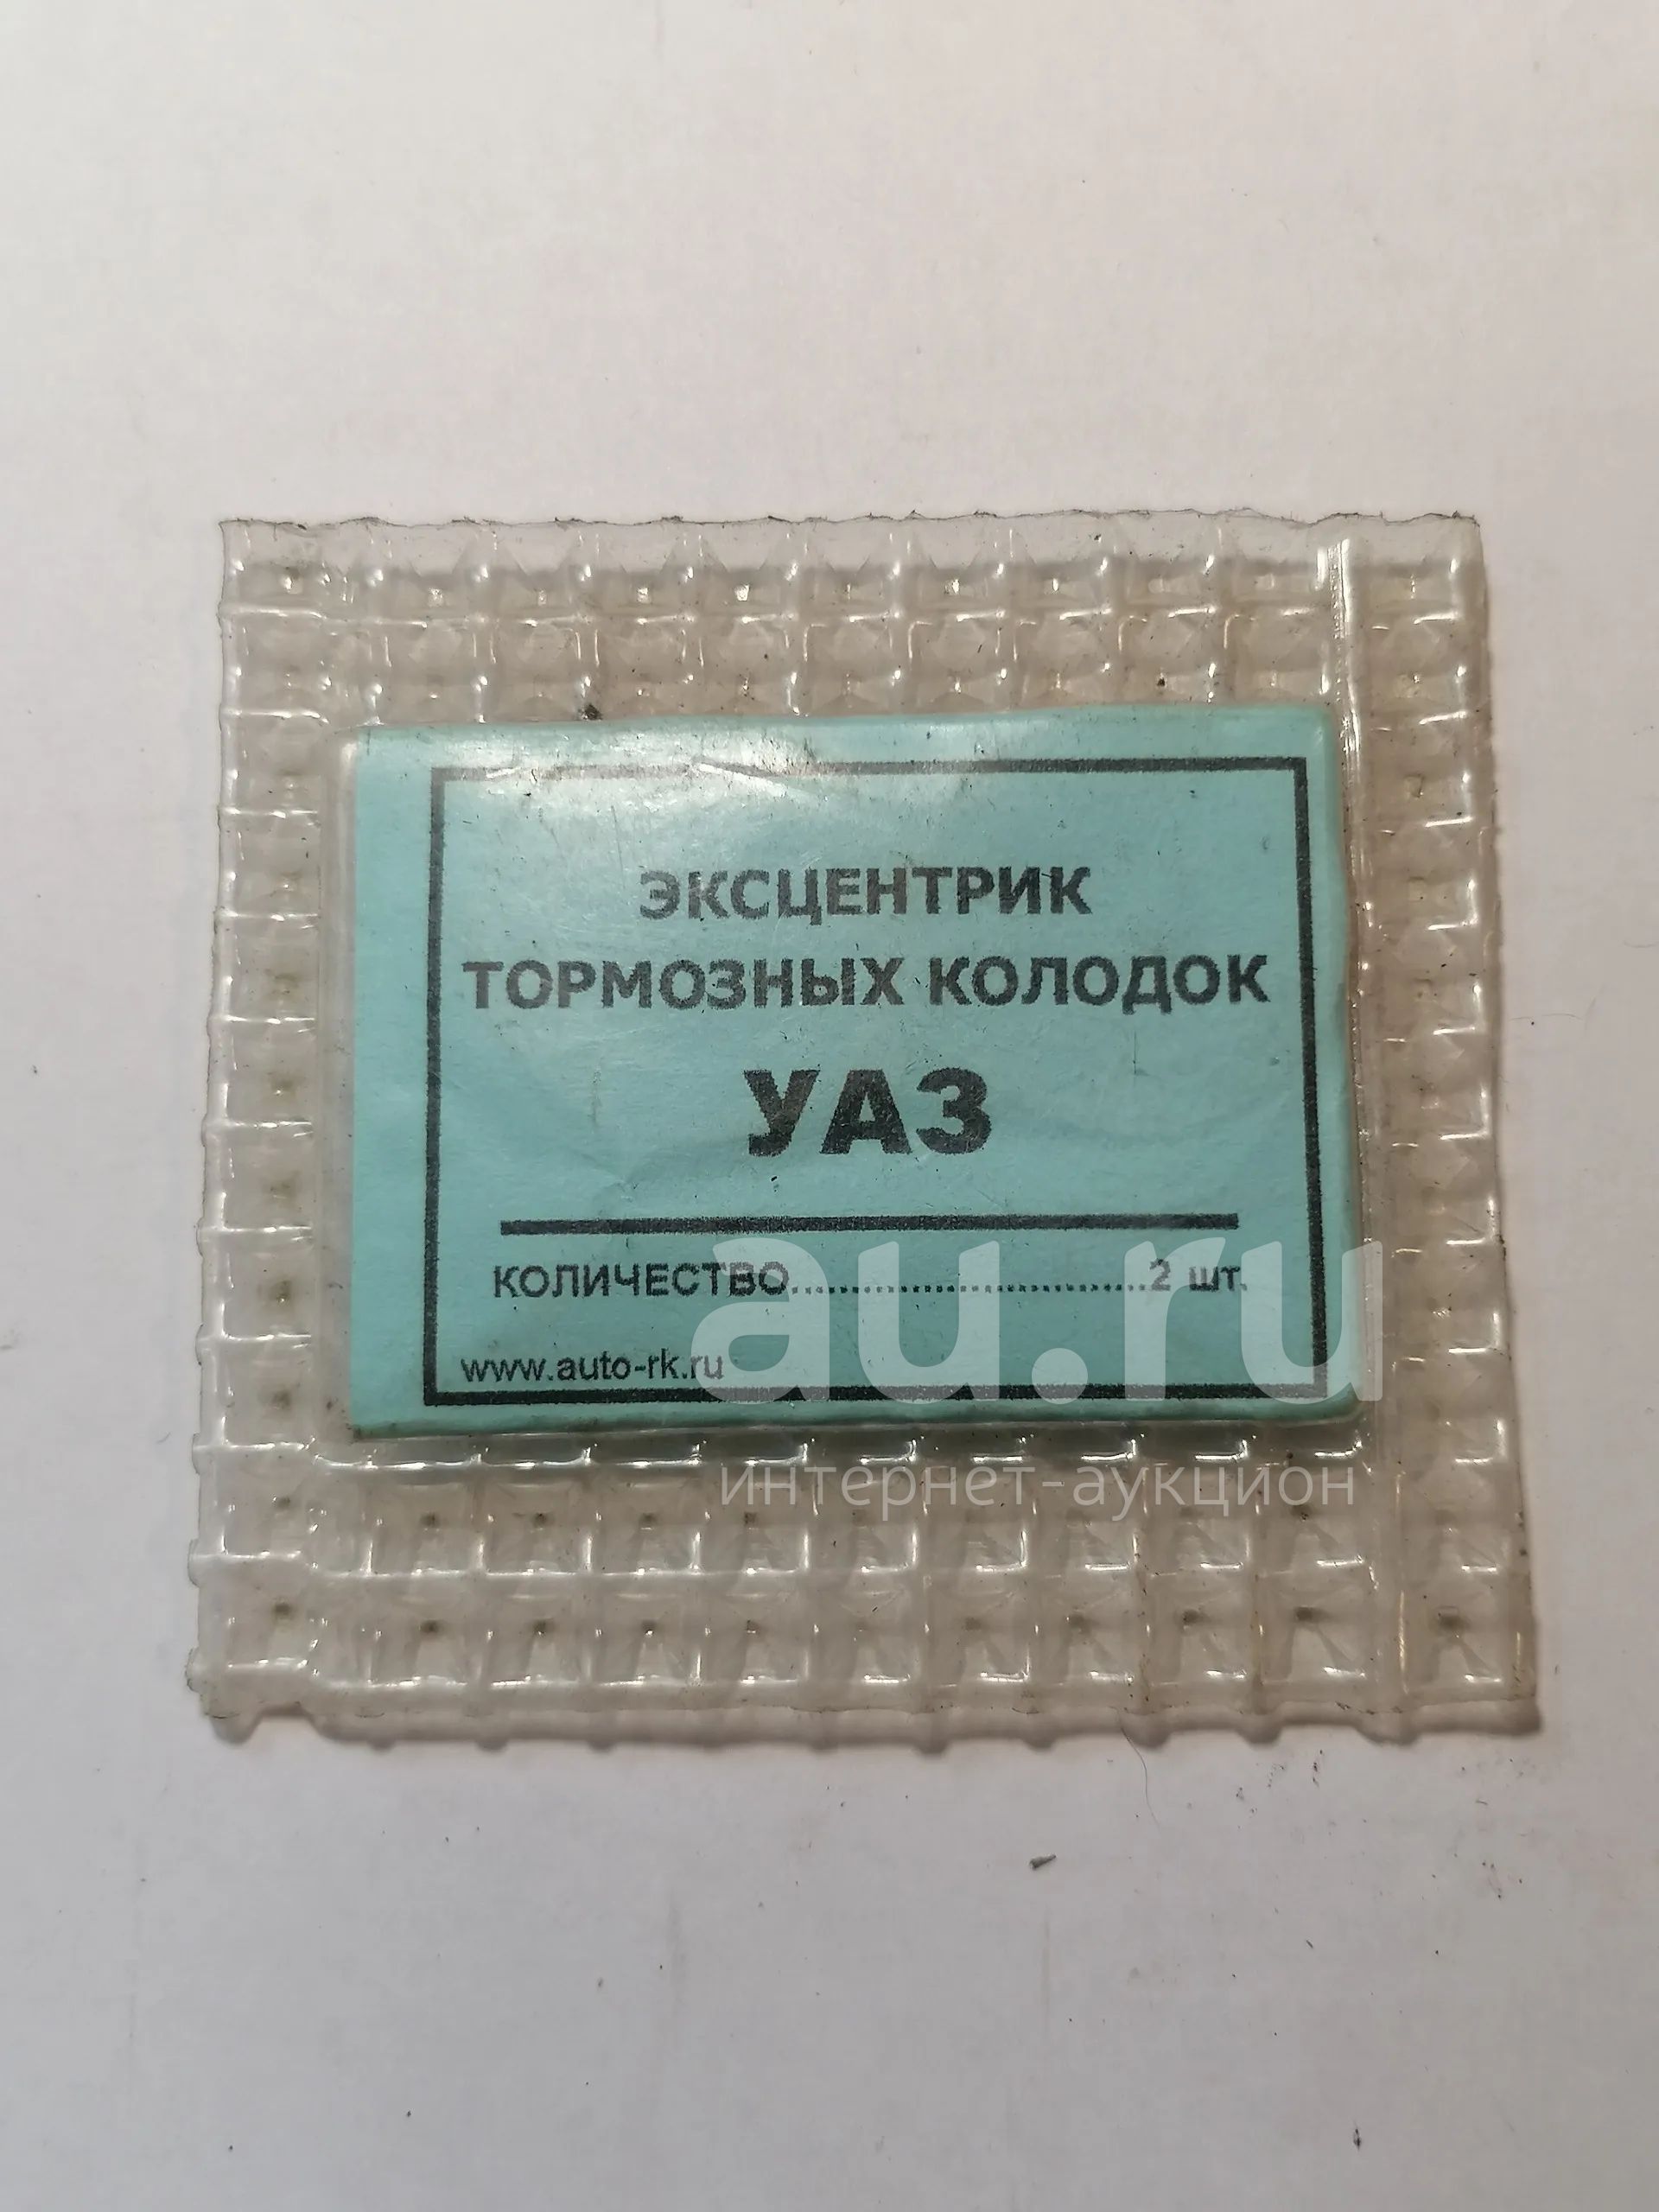 ЭКСЦЕНТРИК
ТОРМОЗНЫХ КОЛОДОК
УАЗ
КОЛИЧЕСТВО................................2 шт.
www.auto-rk.ru
au.ru
интернет-аукцион